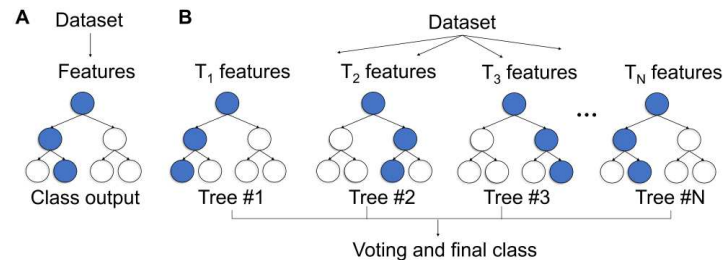 A
Dataset
Features
Class output
B
Dataset
T₁ features
T₂ features
T₃ features
T_N features
...
Tree #1
Tree #2
Tree #3
Tree #N
Voting and final class